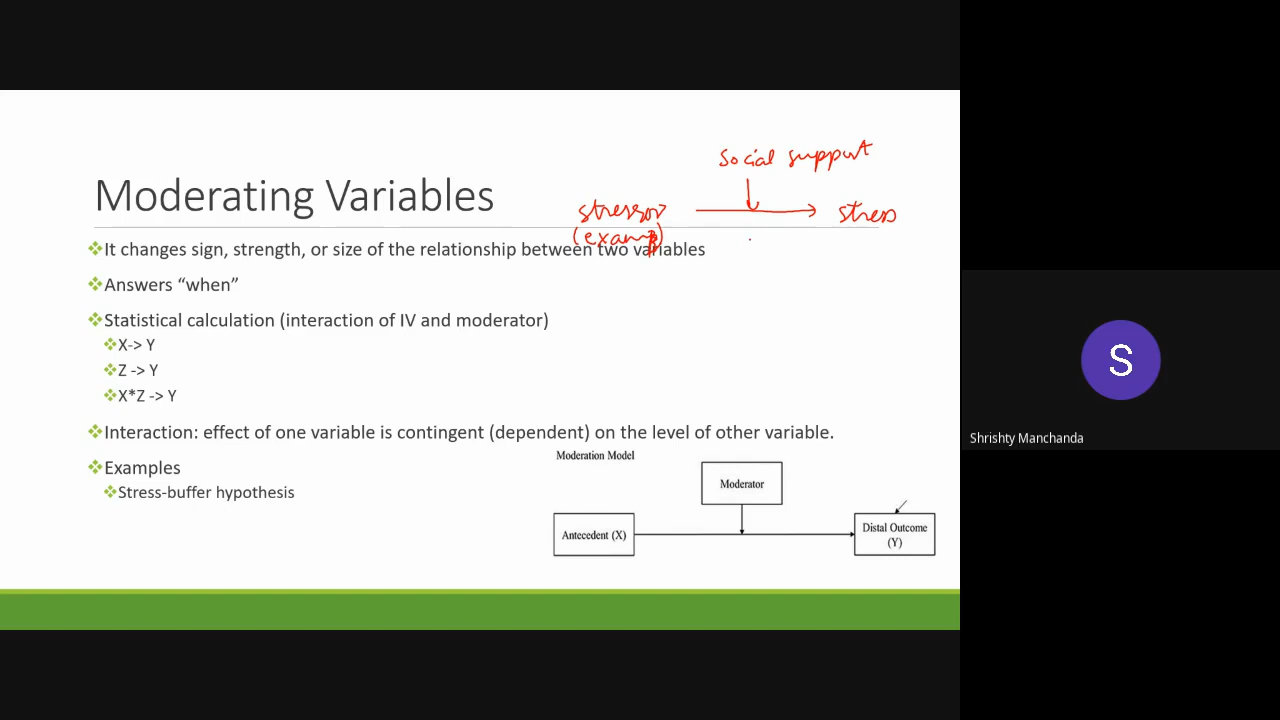 social support
Moderating Variables
stressor
stress
(exam)
❖It changes sign, strength, or size of the relationship between two variables
❖Answers “when”
❖Statistical calculation (interaction of IV and moderator)
❖X-> Y
❖Z -> Y
❖X*Z -> Y
❖Interaction: effect of one variable is contingent (dependent) on the level of other variable.
Moderation Model
❖Examples
❖Stress-buffer hypothesis
Moderator
Antecedent (X)
Distal Outcome
(Y)
S
Shrishty Manchanda